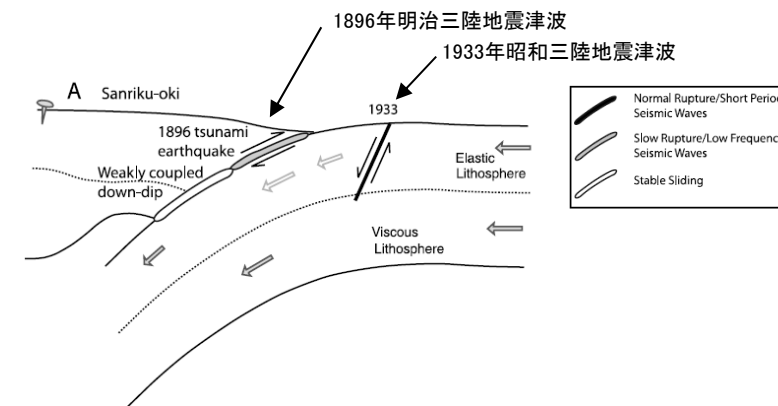 1896年明治三陸地震津波
1933年昭和三陸地震津波
A Sanriku-oki
1933
1896 tsunami
earthquake
Weakly coupled
down-dip
Elastic
Lithosphere
Viscous
Lithosphere
Normal Rupture/Short Period
Seismic Waves
Slow Rupture/Low Frequenc
Seismic Waves
Stable Sliding